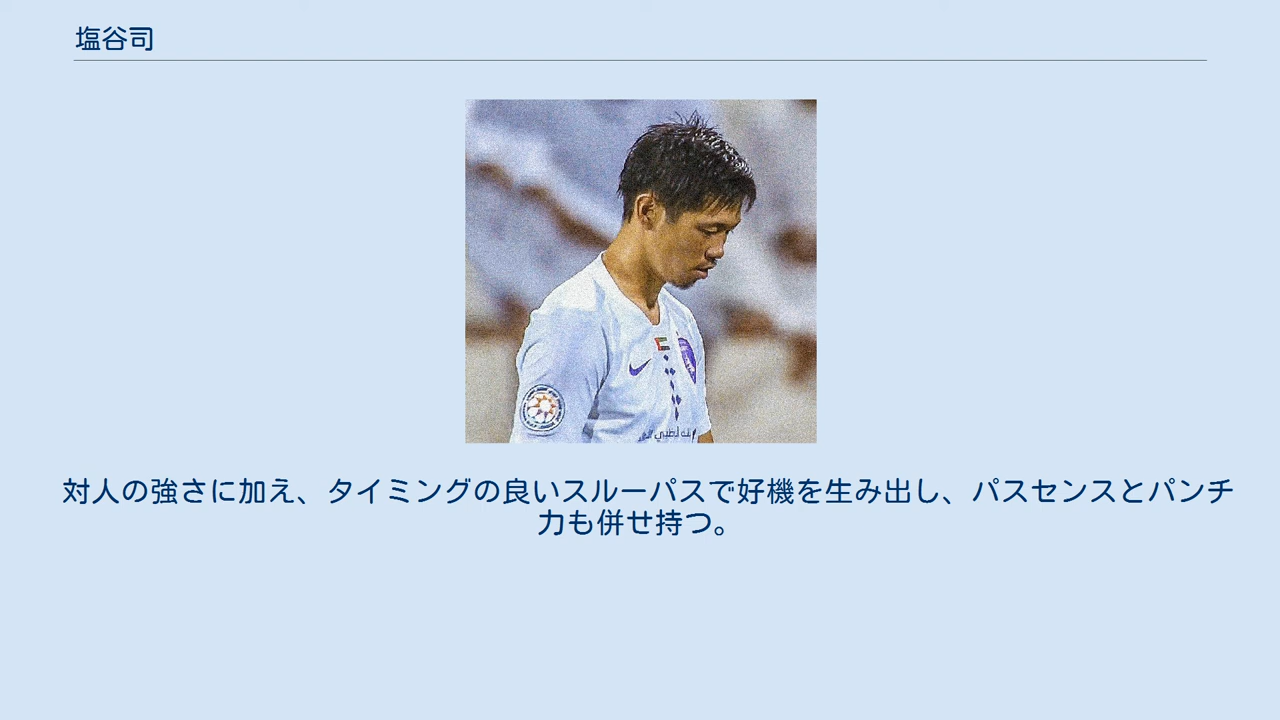 塩谷司
対人の強さに加え、タイミングの良いスルーパスで好機を生み出し、パスセンスとパンチ
力も併せ持つ。